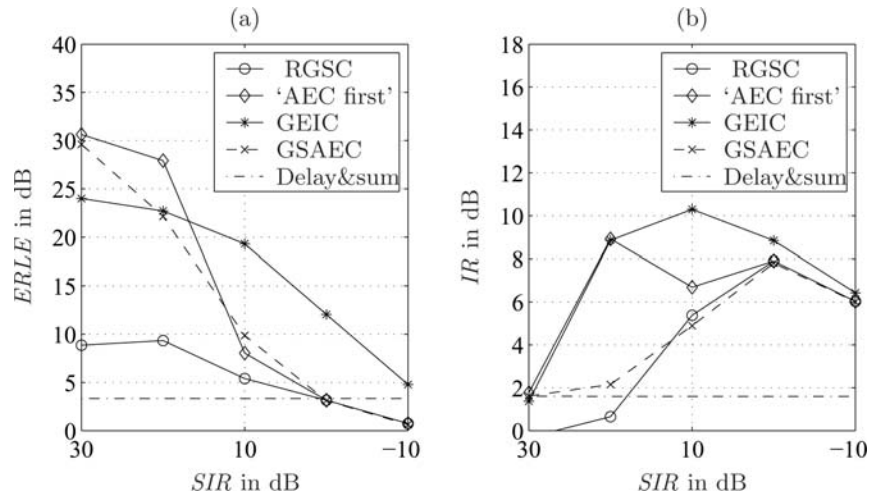 (a)
40
35
30
25
20
15
10
5
0
ERLE in dB
30
10
−10
SIR in dB
RGSC
‘AEC first’
GEIC
GSAEC
Delay&sum
(b)
18
16
14
12
10
8
6
4
2
0
IR in dB
30
10
−10
SIR in dB
RGSC
‘AEC first’
GEIC
GSAEC
Delay&sum